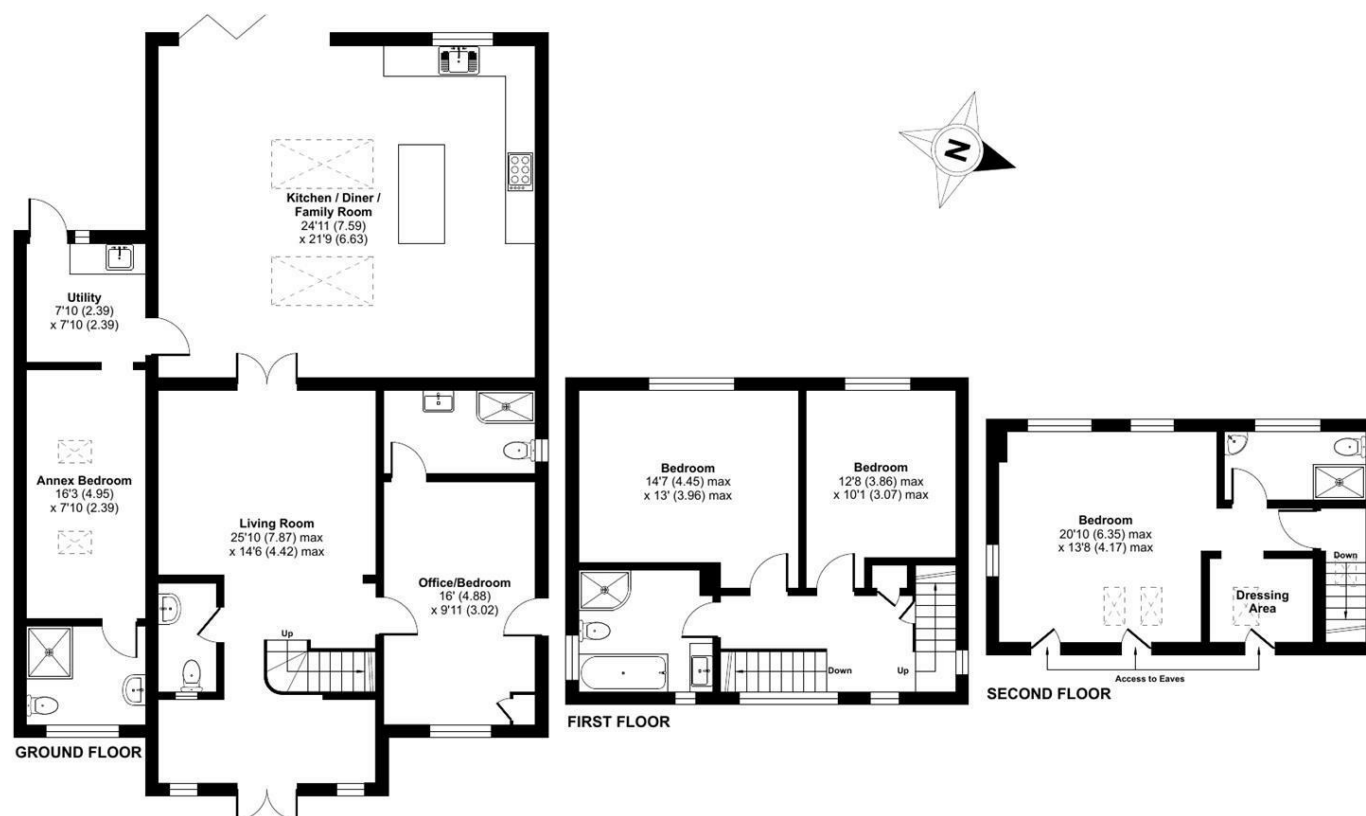 N
Kitchen / Diner /
Family Room
24'11 (7.59)
x 21'9 (6.63)
Utility
7'10 (2.39)
x 7'10 (2.39)
Annex Bedroom
16'3 (4.95)
x 7'10 (2.39)
Living Room
25'10 (7.87) max
x 14'6 (4.42) max
Office/Bedroom
16' (4.88)
x 9'11 (3.02)
Up
GROUND FLOOR
Bedroom
14'7 (4.45) max
x 13' (3.96) max
Bedroom
12'8 (3.86) max
x 10'1 (3.07) max
Down
Up
FIRST FLOOR
Bedroom
20'10 (6.35) max
x 13'8 (4.17) max
Down
Dressing
Area
Access to Eaves
SECOND FLOOR